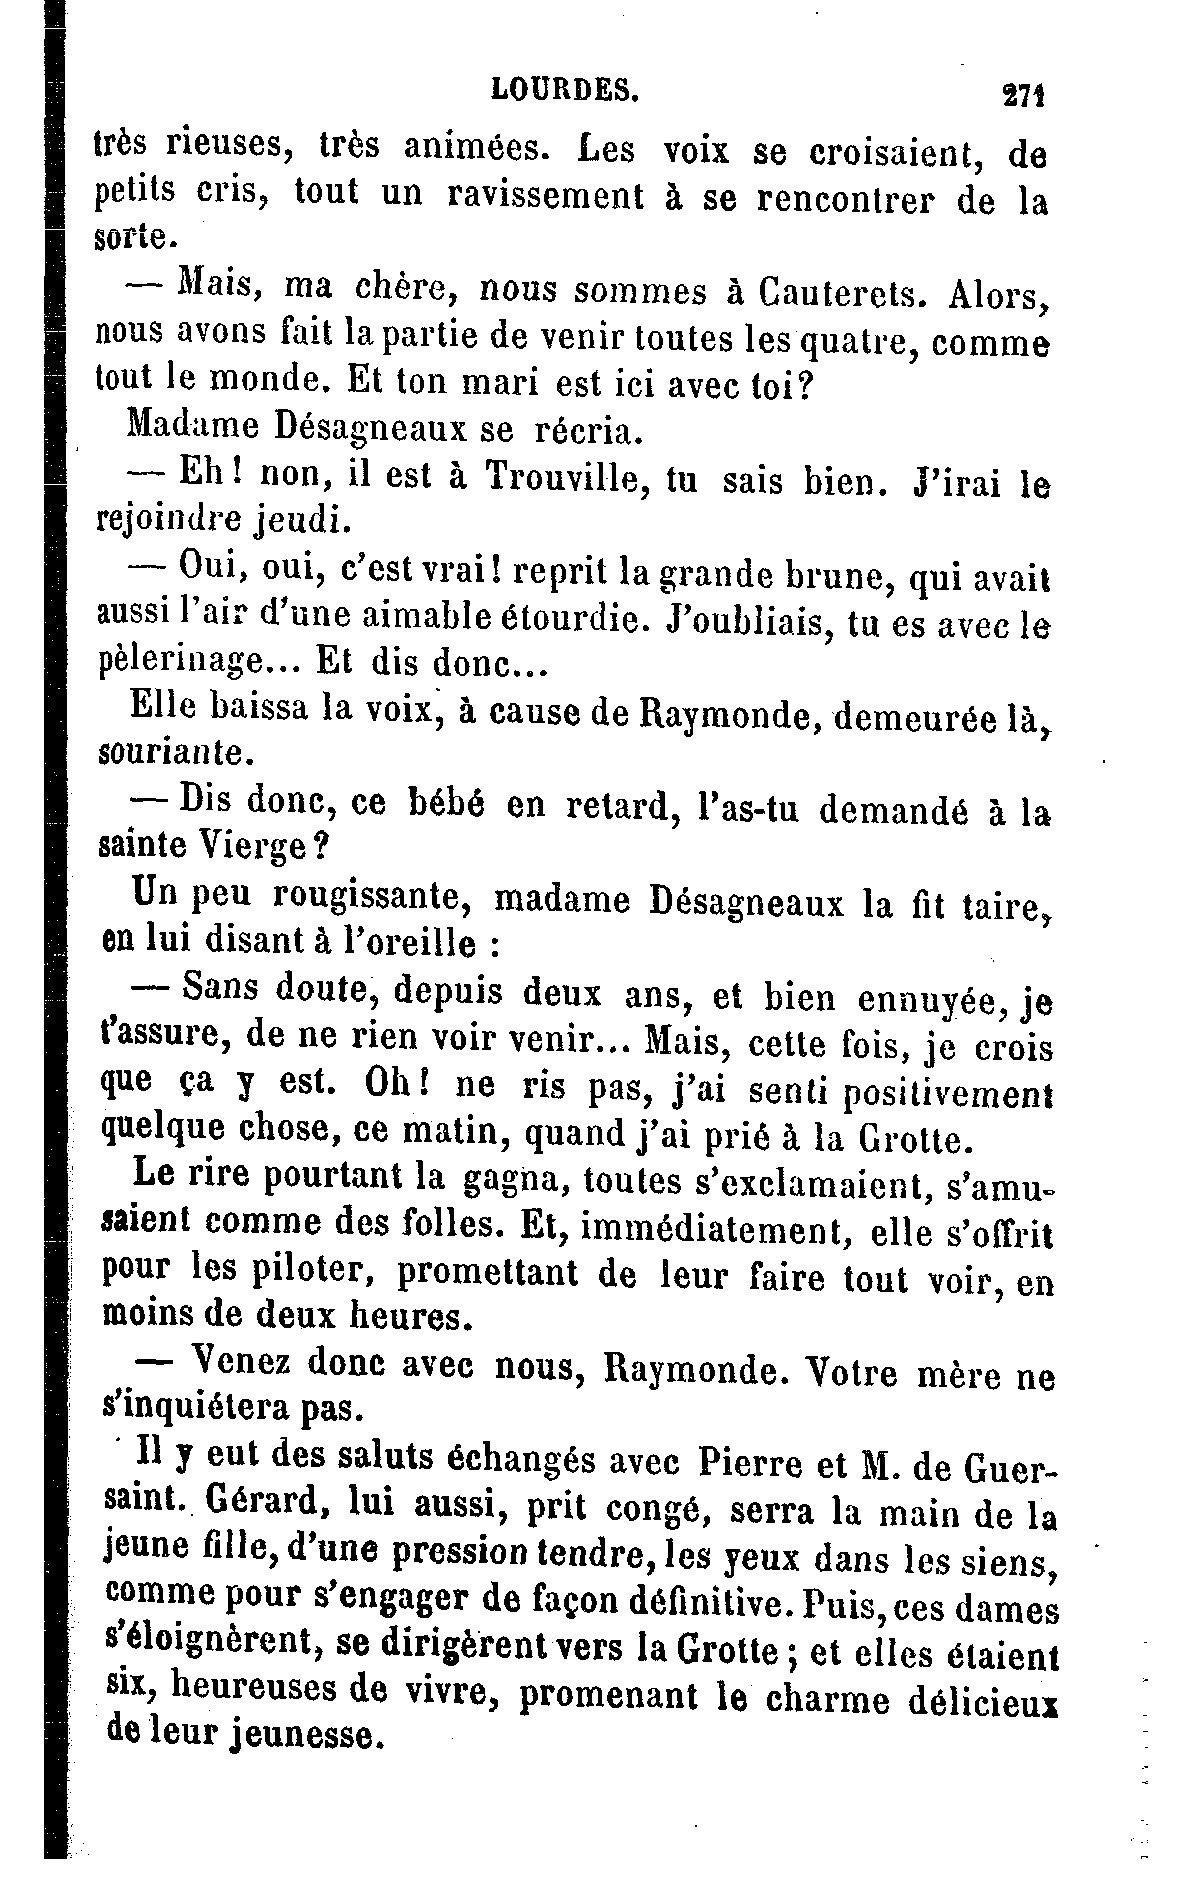 LOURDES. 271
très rieuses, très animées. Les voix se croisaient, de
petits cris, tout un ravissement à se rencontrer de la
sorte.
— Mais, ma chère, nous sommes à Cauterets. Alors,
nous avons fait la partie de venir toutes les quatre, comme
tout le monde. Et ton mari est ici avec toi?
Madame Désagneaux se récria.
— Eh! non, il est à Trouville, tu sais bien. J'irai le
rejoindre jeudi.
— Oui, oui, c'est vrai! reprit la grande brune, qui avait
aussi l'air d'une aimable étourdie. J'oubliais, tu es avec le
pèlerinage... Et dis donc...
Elle baissa la voix, à cause de Raymonde, demeurée là,
souriante.
— Dis donc, ce bébé en retard, l'as-tu demandé à la
sainte Vierge?
Un peu rougissante, madame Désagneaux la fit taire,
en lui disant à l'oreille :
— Sans doute, depuis deux ans, et bien ennuyée, je
t'assure, de ne rien voir venir... Mais, cette fois, je crois
que ça y est. Oh! ne ris pas, j'ai senti positivement
quelque chose, ce matin, quand j'ai prié à la Grotte.
Le rire pourtant la gagna, toutes s'exclamaient, s'amu-
saient comme des folles. Et, immédiatement, elle s'offrit
pour les piloter, promettant de leur faire tout voir, en
moins de deux heures.
— Venez donc avec nous, Raymonde. Votre mère ne
s'inquiétera pas.
Il y eut des saluts échangés avec Pierre et M. de Guer-
saint. Gérard, lui aussi, prit congé, serra la main de la
jeune fille, d'une pression tendre, les yeux dans les siens,
comme pour s'engager de façon définitive. Puis, ces dames
s'éloignèrent, se dirigèrent vers la Grotte ; et elles étaient
six, heureuses de vivre, promenant le charme délicieux
de leur jeunesse.